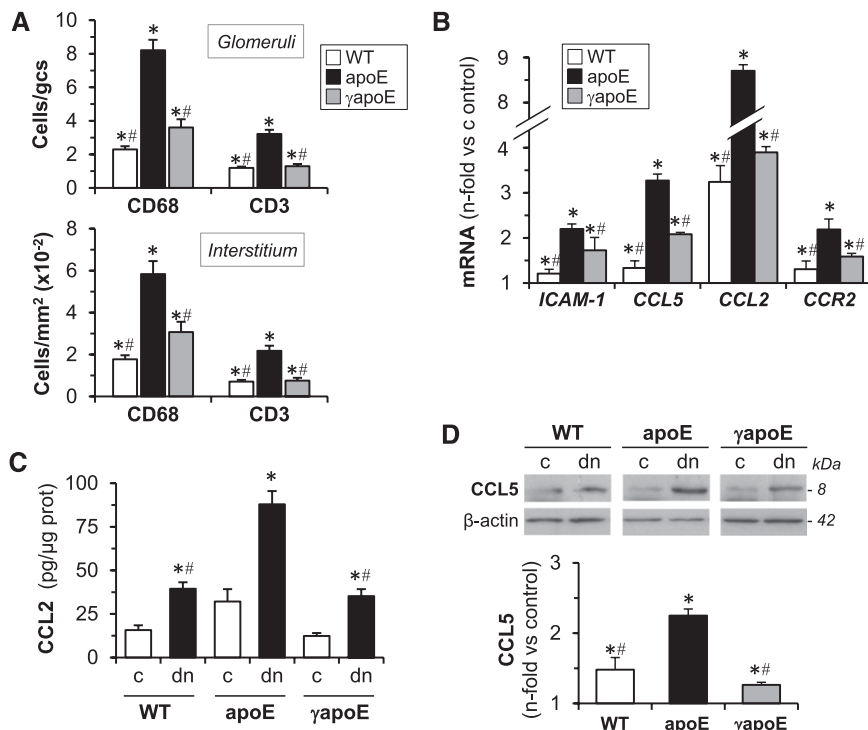 A
10
8
6
4
2
0
Cells/gcs
Glomeruli
WT
apoE
γapoE
*#
*
*#
*#
*
*#
CD68 CD3
8
6
4
2
0
Cells/mm² (x10⁻²)
Interstitium
*#
*
*#
*#
*
*#
CD68 CD3
B
9
8
4
3
2
1
mRNA (n-fold vs c ontrol)
WT
apoE
γapoE
*#
*
*#
*#
*
*#
*#
*
*#
*#
*
*#
ICAM-1 CCL5 CCL2 CCR2
C
100
75
50
25
0
CCL2 (pg/µg prot)
*#
*
*#
c dn c dn c dn
WT apoE γapoE
D
WT apoE γapoE
c dn c dn c dn kDa
CCL5 - 8
β-actin - 42
3
2
1
CCL5
(n-fold vs control)
*#
*
*#
WT apoE γapoE